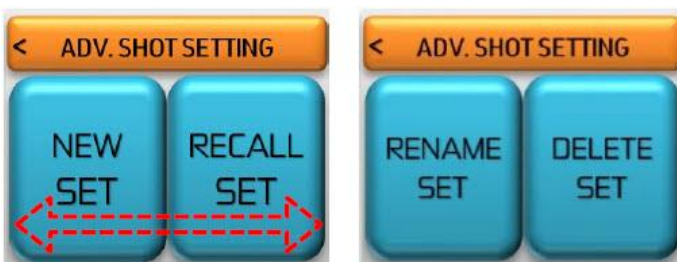 < ADV. SHOT SETTING
NEW SET
RECALL SET
< ADV. SHOT SETTING
RENAME SET
DELETE SET